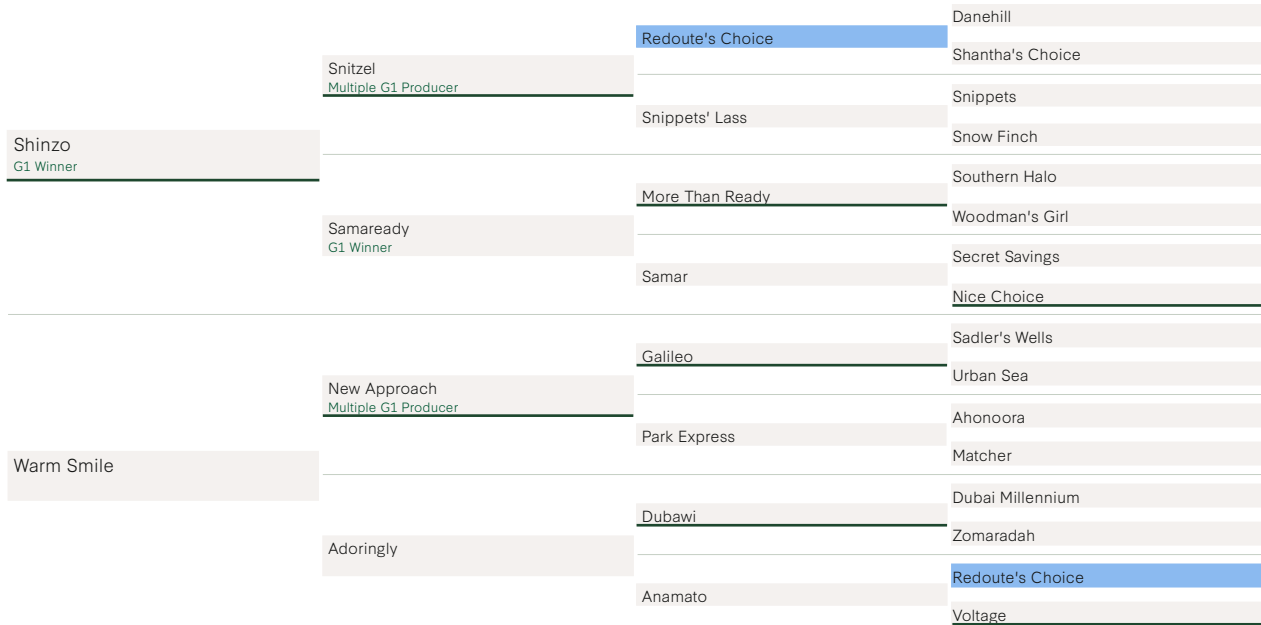 Shinzo
G1 Winner
Warm Smile
Snitzel
Multiple G1 Producer
Samaready
G1 Winner
New Approach
Multiple G1 Producer
Adoringly
Redoute's Choice
Snippets' Lass
More Than Ready
Samar
Galileo
Park Express
Dubawi
Anamato
Danehill
Shantha's Choice
Snippets
Snow Finch
Southern Halo
Woodman's Girl
Secret Savings
Nice Choice
Sadler's Wells
Urban Sea
Ahonoora
Matcher
Dubai Millennium
Zomaradah
Redoute's Choice
Voltage